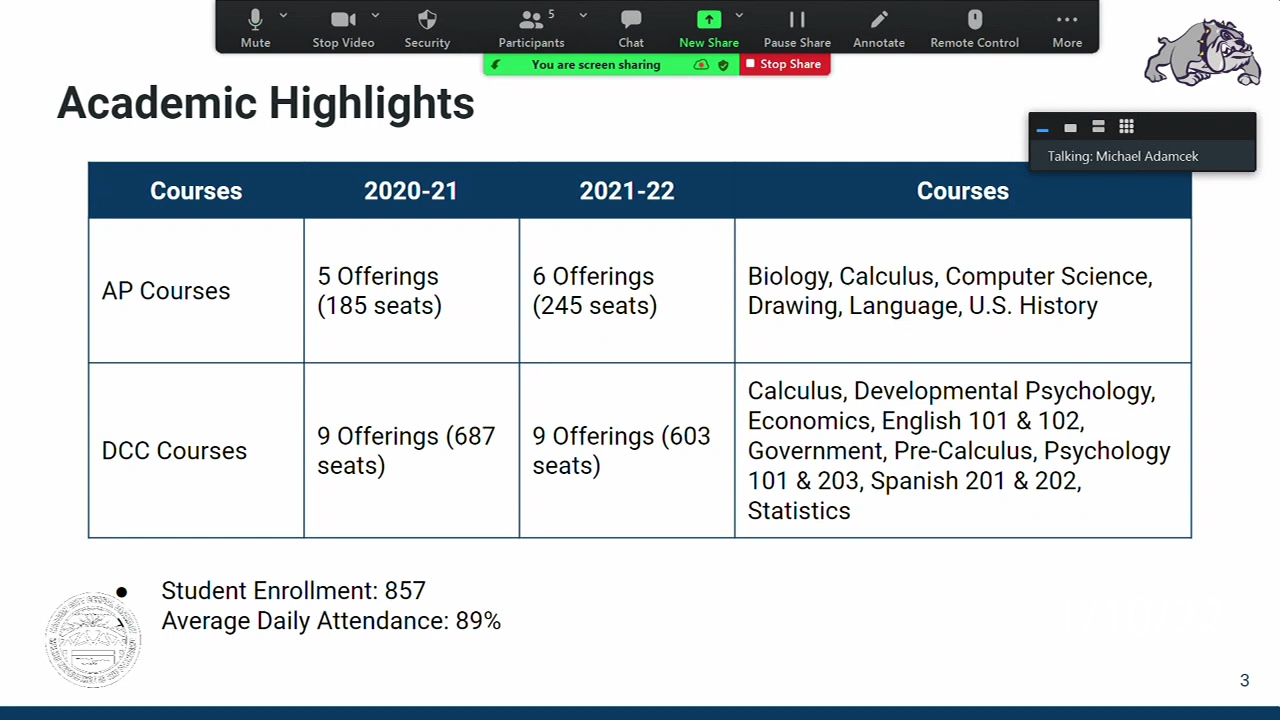 5
Mute
Stop Video
Security
Participants
Chat
New Share
Pause Share
Annotate
Remote Control
More
You are screen sharing
Stop Share
Academic Highlights
Talking: Michael Adamcek
Courses
2020-21
2021-22
Courses
AP Courses
5 Offerings
(185 seats)
6 Offerings
(245 seats)
Biology, Calculus, Computer Science,
Drawing, Language, U.S. History
DCC Courses
9 Offerings (687
seats)
9 Offerings (603
seats)
Calculus, Developmental Psychology,
Economics, English 101 & 102,
Government, Pre-Calculus, Psychology
101 & 203, Spanish 201 & 202,
Statistics
Student Enrollment: 857
Average Daily Attendance: 89%
3